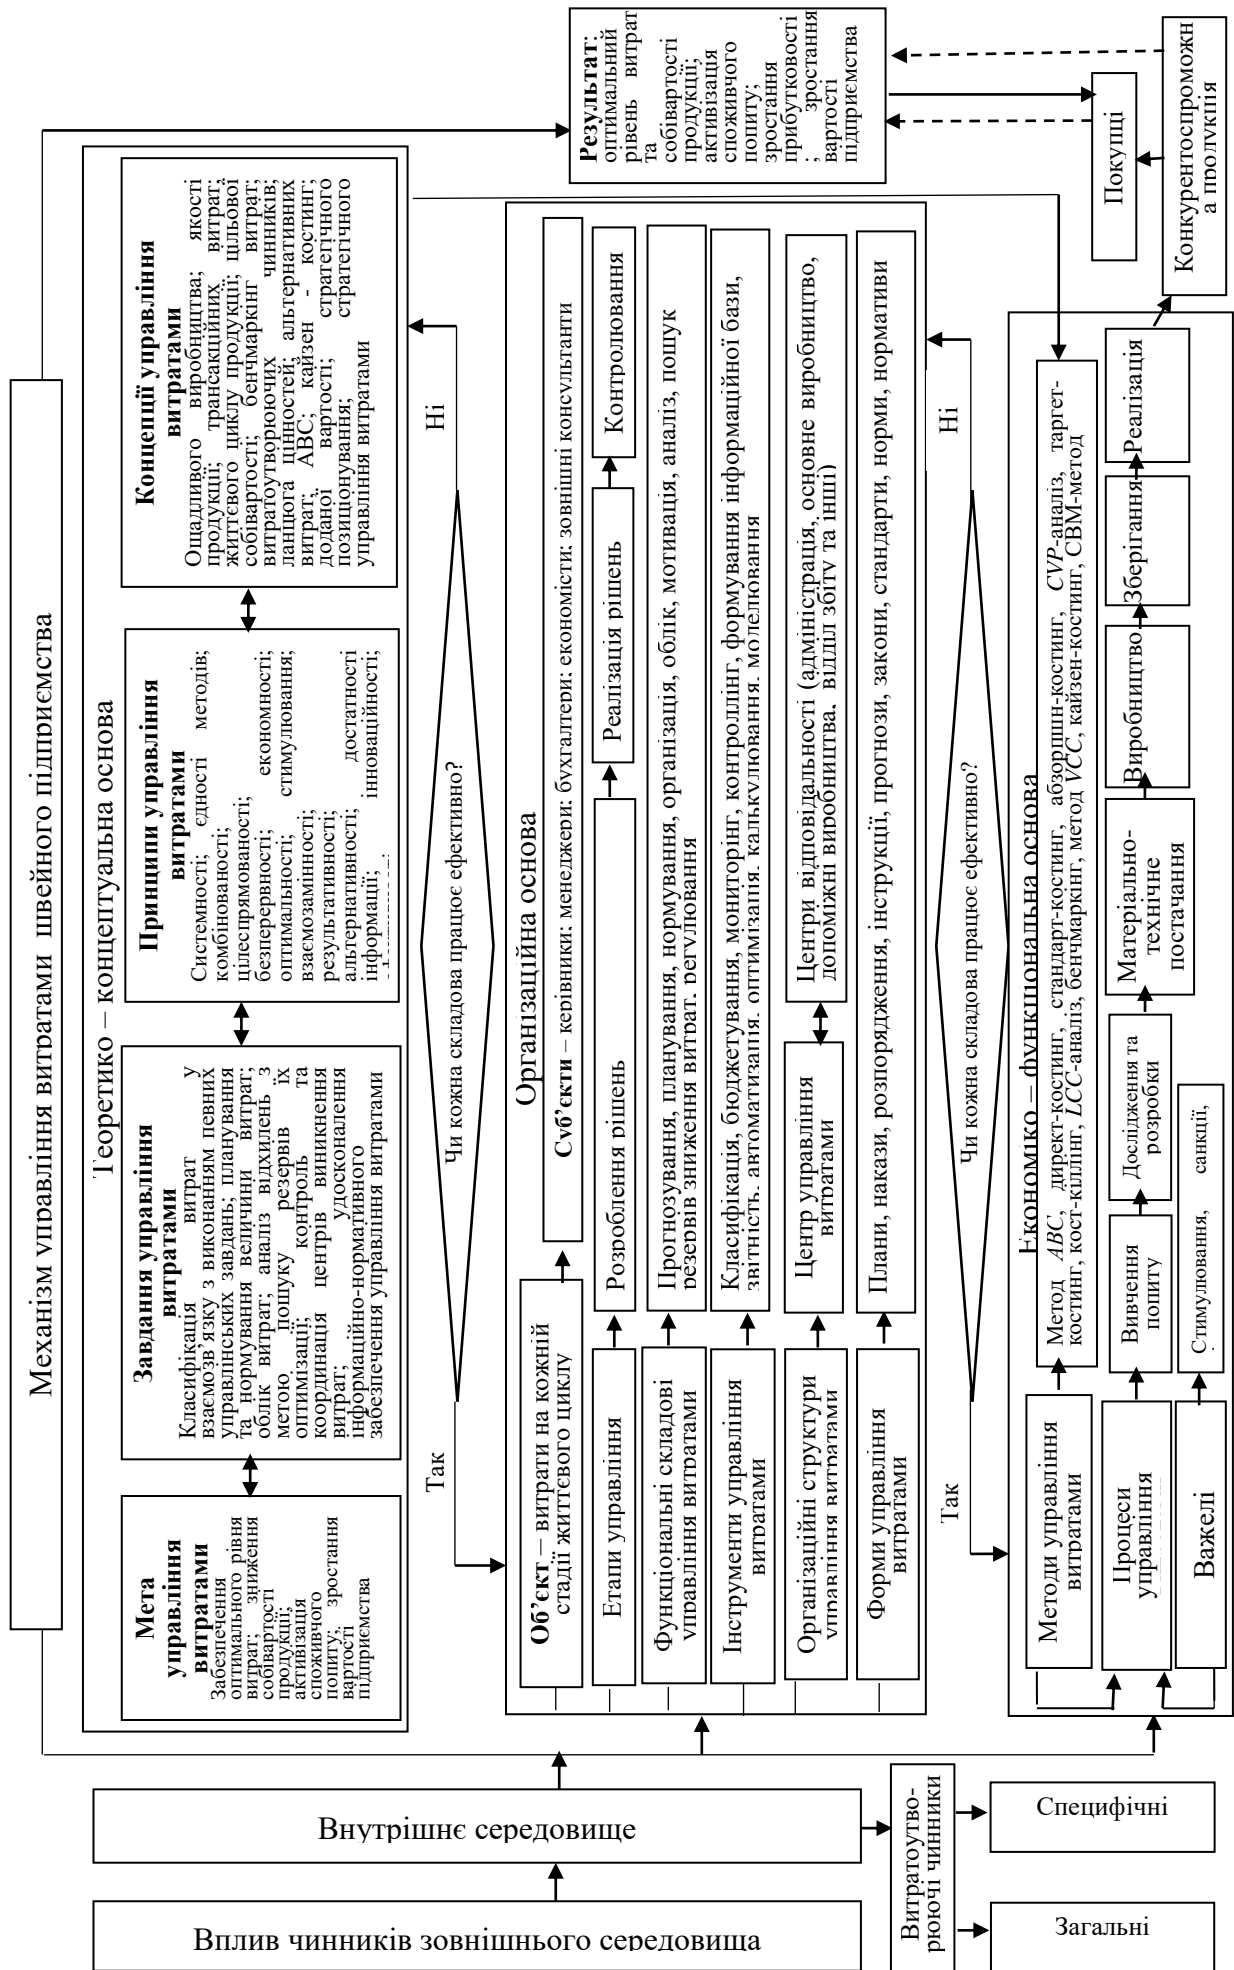 Механізм управління витратами швейного підприємства
Теоретико – концептуальна основа
Мета
управління
витратами
Забезпечення
оптимального рівня
витрат; зниження
собівартості
продукції;
активізація
споживчого
попиту; зростання
вартості
підприємства
Завдання управління
витратами
Класифікація витрат у
взаємозв’язку з виконанням певних
управлінських завдань; планування
та нормування величини витрат;
облік витрат; аналіз відхилень з
метою пошуку резервів їх
оптимізації; контроль та
координація центрів виникнення
витрат; удосконалення
інформаційно-нормативного
забезпечення управління витратами
Принципи управління
витратами
Системності; єдності методів;
комбінованості;
цілеспрямованості;
безперервності; економності;
оптимальності; стимулювання;
взаємозамінності;
результативності;
альтернативності; достатності
інформації; інноваційності;
Концепції управління
витратами
Ощадливого виробництва; якості
продукції; трансакційних витрат;
життєвого циклу продукції; цільової
собівартості; бенчмаркінг витрат;
витратоутворюючих чинників;
ланцюга цінностей; альтернативних
витрат; АВС; кайзен - костинг;
доданої вартості; стратегічного
позиціонування; стратегічного
управління витратами
Чи кожна складова працює ефективно?
Так
Ні
Організаційна основа
Об’єкт – витрати на кожній
стадії життєвого циклу
Суб’єкти – керівники; менеджери; бухгалтери; економісти; зовнішні консультанти
Етапи управління
Розроблення рішень
Реалізація рішень
Контролювання
Функціональні складові
управління витратами
Прогнозування, планування, нормування, організація, облік, мотивація, аналіз, пошук
резервів зниження витрат, регулювання
Інструменти управління
витратами
Класифікація, бюджетування, моніторинг, контроллінг, формування інформаційної бази,
звітність, автоматизація, оптимізація, калькулювання, моделювання
Організаційні структури
управління витратами
Центр управління
витратами
Центри відповідальності (адміністрація, основне виробництво,
допоміжні виробництва, відділ збуту та інші)
Форми управління
витратами
Плани, накази, розпорядження, інструкції, прогнози, закони, стандарти, норми, нормативи
Чи кожна складова працює ефективно?
Так
Ні
Економіко – функціональна основа
Методи управління
витратами
Метод АВС, директ-костинг, стандарт-костинг, абзорпшн-костинг, CVP-аналіз, таргет-
костинг, кост-кіллінг, LCC-аналіз, бенчмаркінг, метод VCC, кайзен-костинг, СВМ-метод
Процеси
управління
Вивчення
попиту
Дослідження та
розробки
Матеріально-
технічне
постачання
Виробництво
Зберігання
Реалізація
Важелі
Стимулювання, санкції,
Результат:
оптимальний
рівень витрат
та
собівартості
продукції;
активізація
споживчого
попиту;
зростання
прибутковості
; зростання
вартості
підприємства
Покупці
Конкурентоспроможн
а продукція
Внутрішнє середовище
Вплив чинників зовнішнього середовища
Витратоутво-
рюючі чинники
Специфічні
Загальні